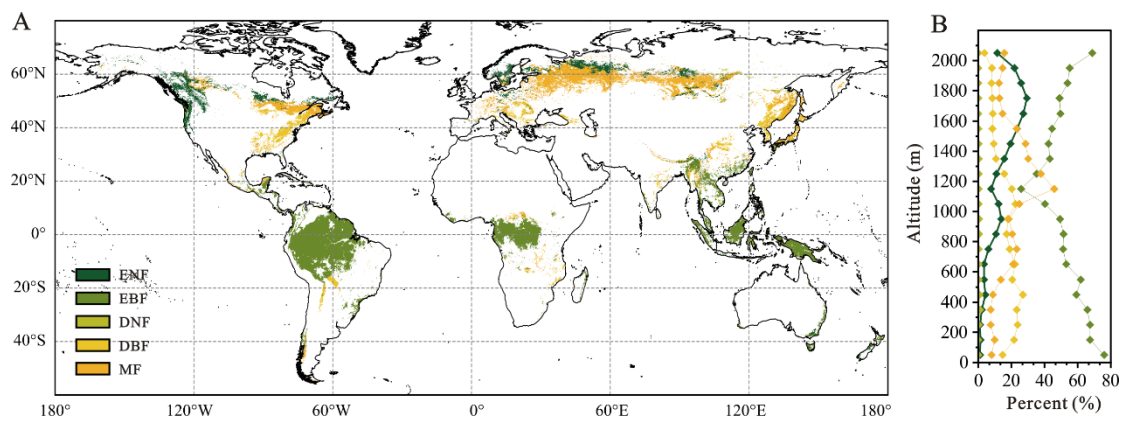 A
60°N
40°N
20°N
0°
20°S
40°S
ENF
EBF
DNF
DBF
MF
180°
120°W
60°W
0°
60°E
120°E
180°
B
Altitude (m)
2000
1800
1600
1400
1200
1000
800
600
400
200
0
0 20 40 60 80
Percent (%)